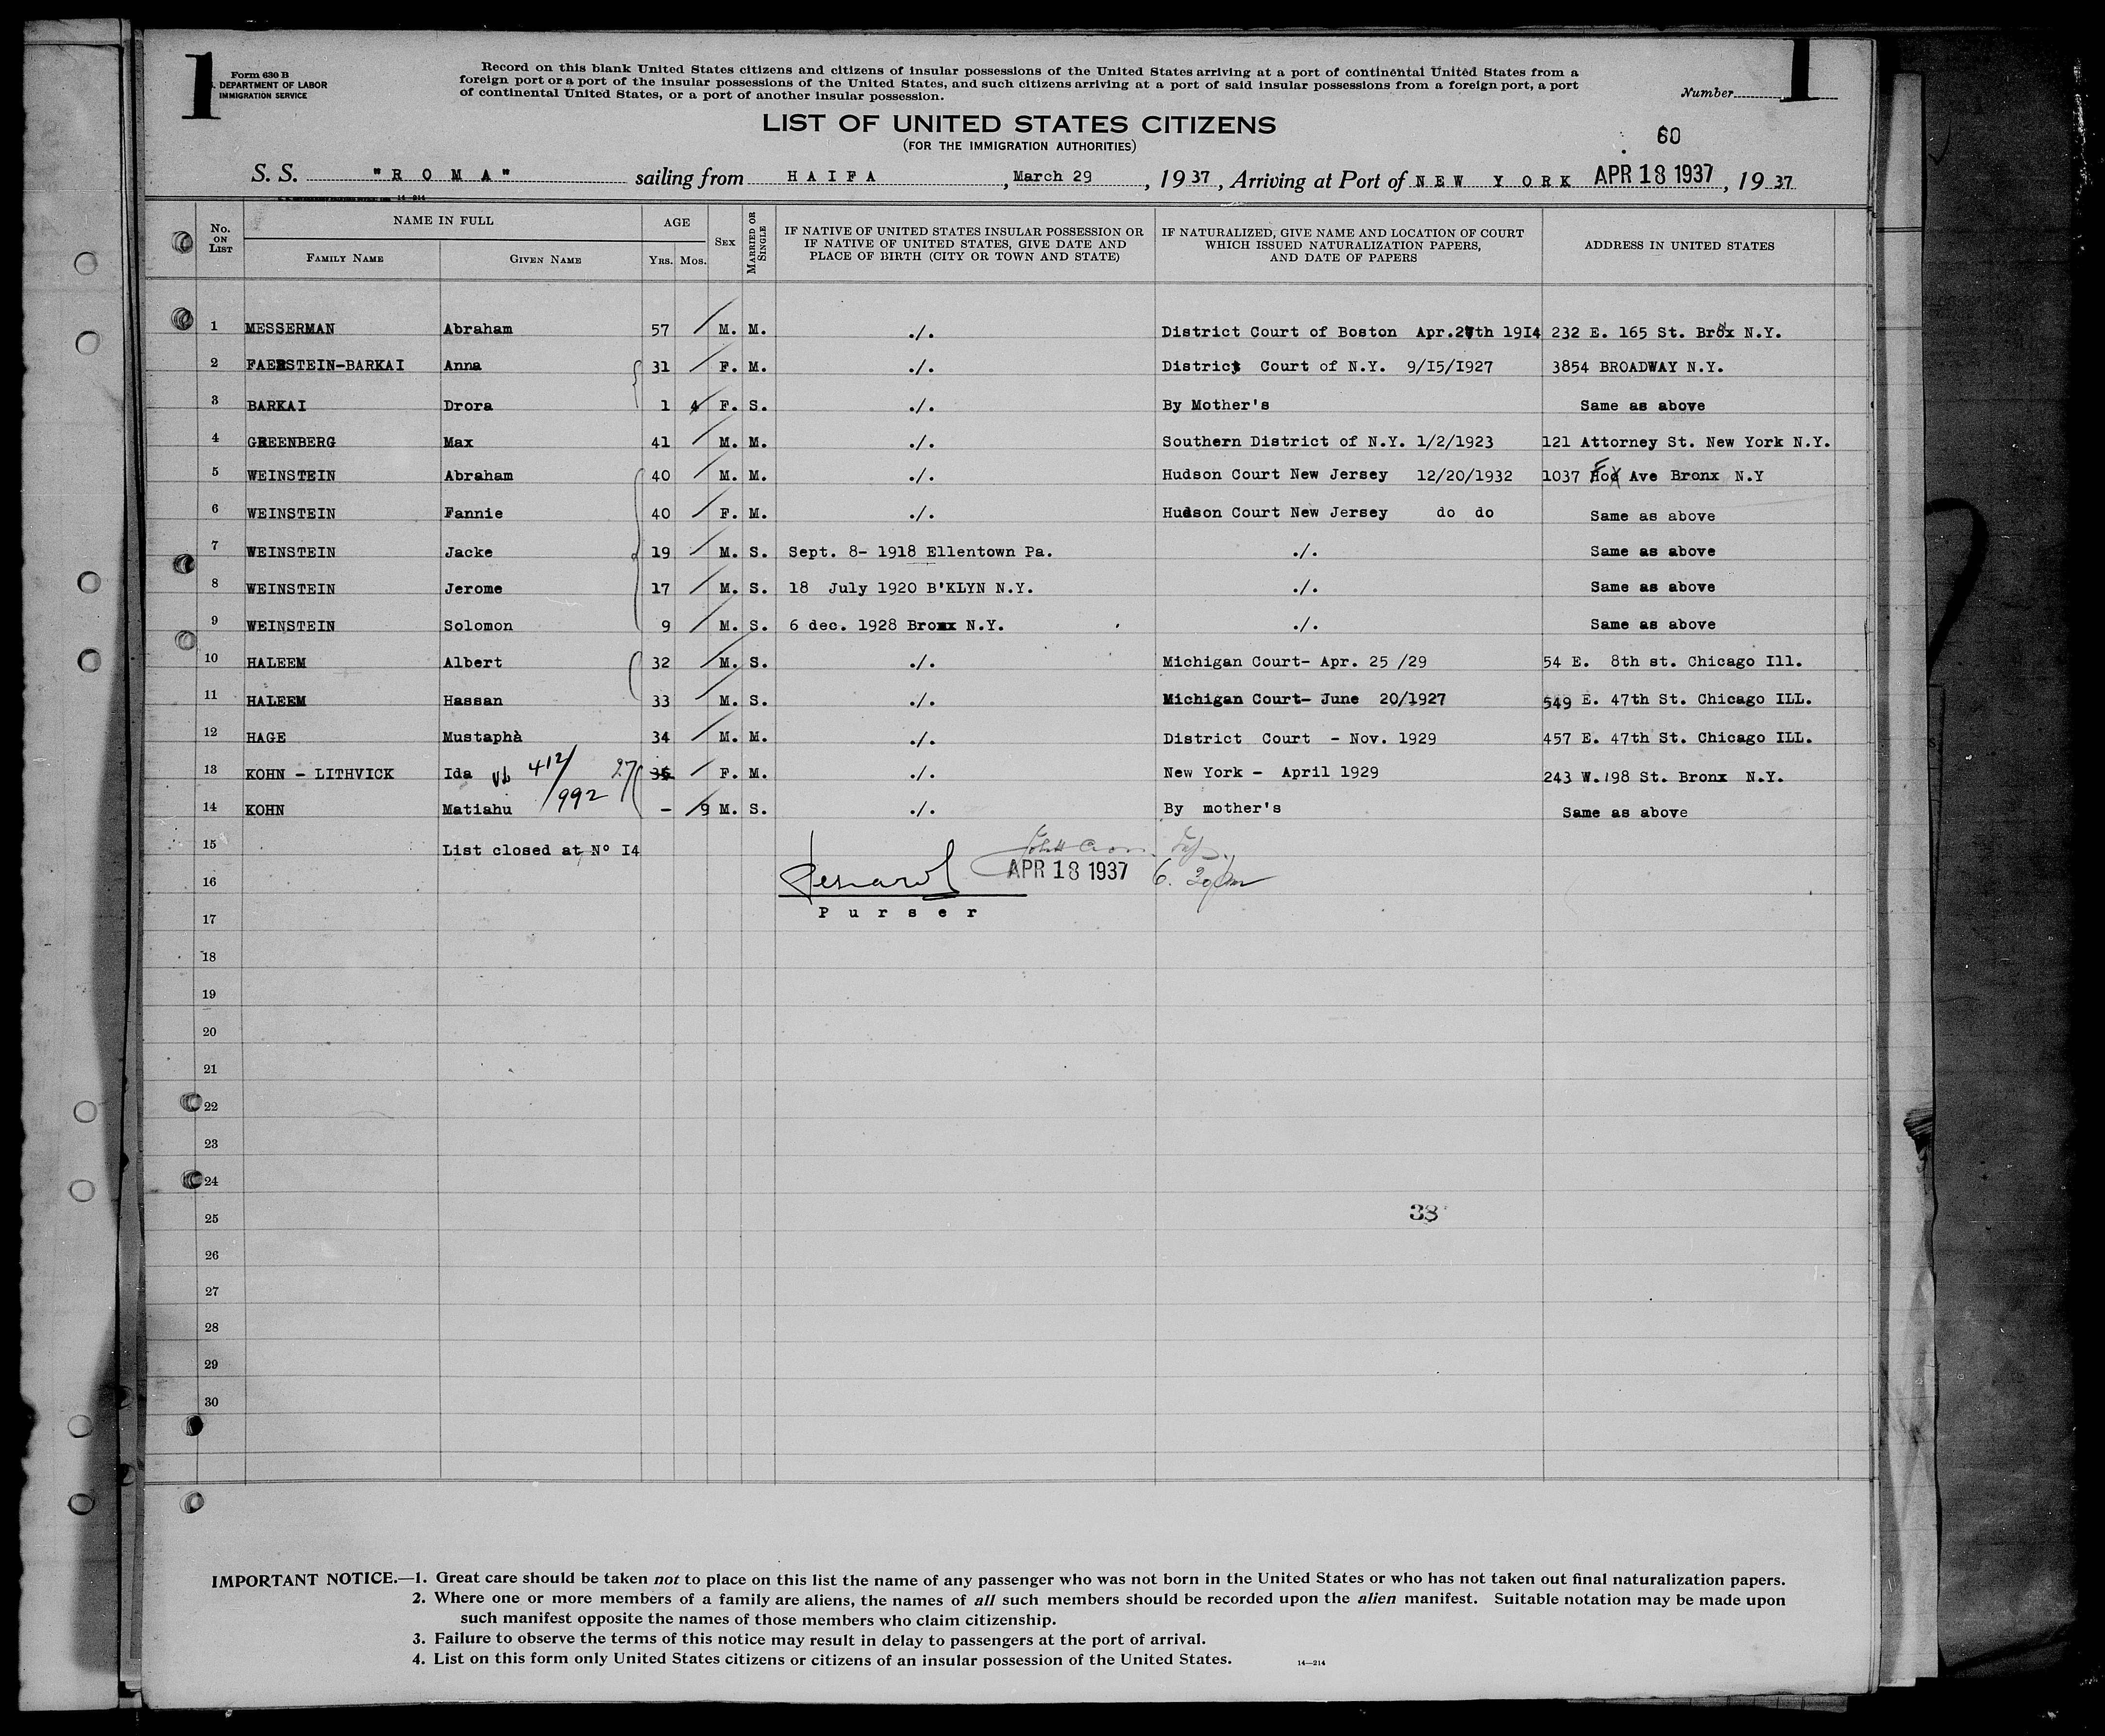 1
Form 630 B
. DEPARTMENT OF LABOR
IMMIGRATION SERVICE
Record on this blank United States citizens and citizens of insular possessions of the United States arriving at a port of continental United States from a
foreign port or a port of the insular possessions of the United States, and such citizens arriving at a port of said insular possessions from a foreign port, a port
of continental United States, or a port of another insular possession.
Number 1
LIST OF UNITED STATES CITIZENS
(FOR THE IMMIGRATION AUTHORITIES)
60
S. S. "R O M A" sailing from H A I F A, March 29, 1937, Arriving at Port of N E W Y O R K APR 18 1937, 1937
14—214
No. ON LIST NAME IN FULL FAMILY NAME GIVEN NAME AGE YRS. MOS. SEX MARRIED OR SINGLE IF NATIVE OF UNITED STATES INSULAR POSSESSION OR IF NATIVE OF UNITED STATES, GIVE DATE AND PLACE OF BIRTH (CITY OR TOWN AND STATE) IF NATURALIZED, GIVE NAME AND LOCATION OF COURT WHICH ISSUED NATURALIZATION PAPERS, AND DATE OF PAPERS ADDRESS IN UNITED STATES
1 MESSERMAN Abraham 57 / M. M. ./. District Court of Boston Apr.27th 19I4 232 E. 165 St. Bronx N.Y.
2 FAERSTEIN-BARKAI Anna 31 / F. M. ./. District Court of N.Y. 9/I5/I927 3854 BROADWAY N.Y.
3 BARKAI Drora 1 4 F. S. ./. By Mother's Same as above
4 GREENBERG Max 41 / M. M. ./. Southern District of N.Y. 1/2/1923 121 Attorney St. New York N.Y.
5 WEINSTEIN Abraham 40 / M. M. ./. Hudson Court New Jersey 12/20/1932 1037 Fox Ave Bronx N.Y
6 WEINSTEIN Fannie 40 / F. M. ./. Hudson Court New Jersey do do Same as above
7 WEINSTEIN Jacke 19 / M. S. Sept. 8- 1918 Ellentown Pa. ./. Same as above
8 WEINSTEIN Jerome 17 / M. S. 18 July 1920 B'KLYN N.Y. ./. Same as above
9 WEINSTEIN Solomon 9 / M. S. 6 dec. 1928 Bronx N.Y. ./. Same as above
10 HALEEM Albert 32 / M. S. ./. Michigan Court- Apr. 25 /29 54 E. 8th st. Chicago Ill.
11 HALEEM Hassan 33 / M. S. ./. Michigan Court- June 20/1927 549 E. 47th St. Chicago ILL.
12 HAGE Mustaphà 34 / M. M. ./. District Court - Nov. 1929 457 E. 47th St. Chicago ILL.
13 KOHN - LITHVICK Ida 412/992 27 35 / F. M. ./. New York - April 1929 243 W. 198 St. Bronx N.Y.
14 KOHN Matiahu - / 9 M. S. ./. By mother's Same as above
15 List closed at N° I4
16 APR 18 1937 6.
17 P u r s e r
18
19
20
21
22
23
24
25 38
26
27
28
29
30
IMPORTANT NOTICE.—1. Great care should be taken not to place on this list the name of any passenger who was not born in the United States or who has not taken out final naturalization papers.
2. Where one or more members of a family are aliens, the names of all such members should be recorded upon the alien manifest. Suitable notation may be made upon
such manifest opposite the names of those members who claim citizenship.
3. Failure to observe the terms of this notice may result in delay to passengers at the port of arrival.
4. List on this form only United States citizens or citizens of an insular possession of the United States. 14—214